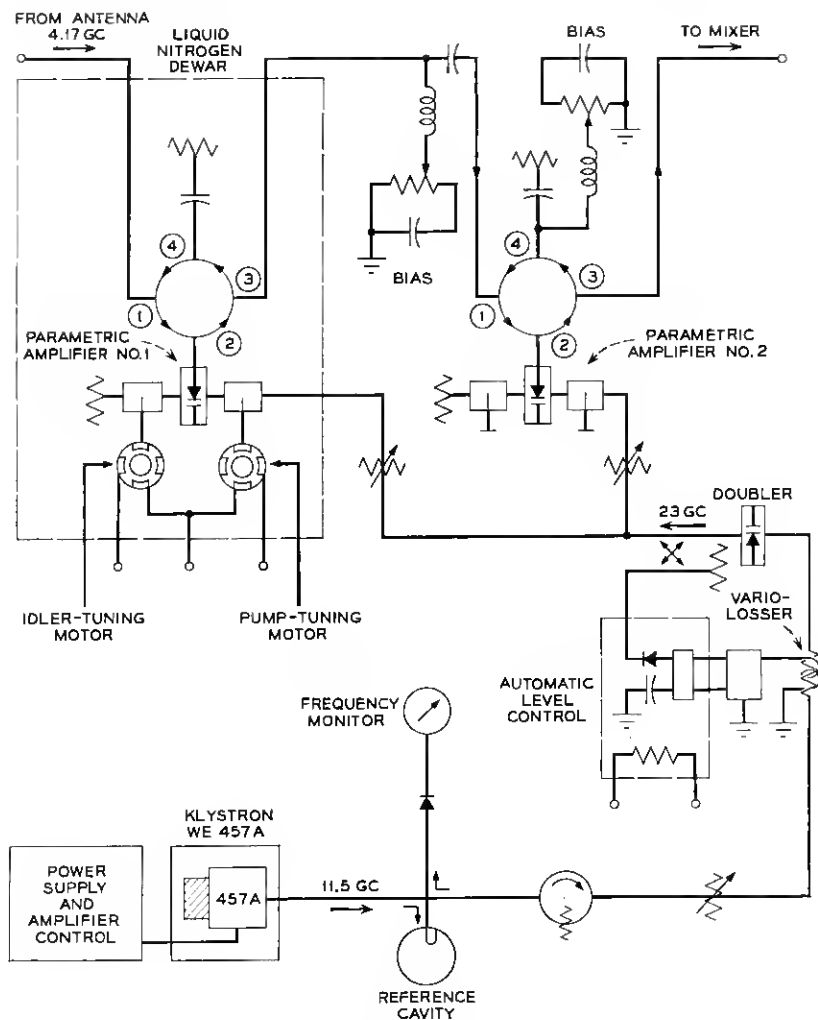 FROM ANTENNA
4.17 GC
LIQUID
NITROGEN
DEWAR
BIAS
TO MIXER
4
3
1
2
BIAS
4
3
1
2
PARAMETRIC
AMPLIFIER NO.1
PARAMETRIC
AMPLIFIER NO.2
DOUBLER
23 GC
IDLER-TUNING
MOTOR
PUMP-TUNING
MOTOR
VARIO-
LOSSER
AUTOMATIC
LEVEL
CONTROL
FREQUENCY
MONITOR
KLYSTRON
WE 457A
POWER
SUPPLY
AND
AMPLIFIER
CONTROL
457A
11.5 GC
REFERENCE
CAVITY